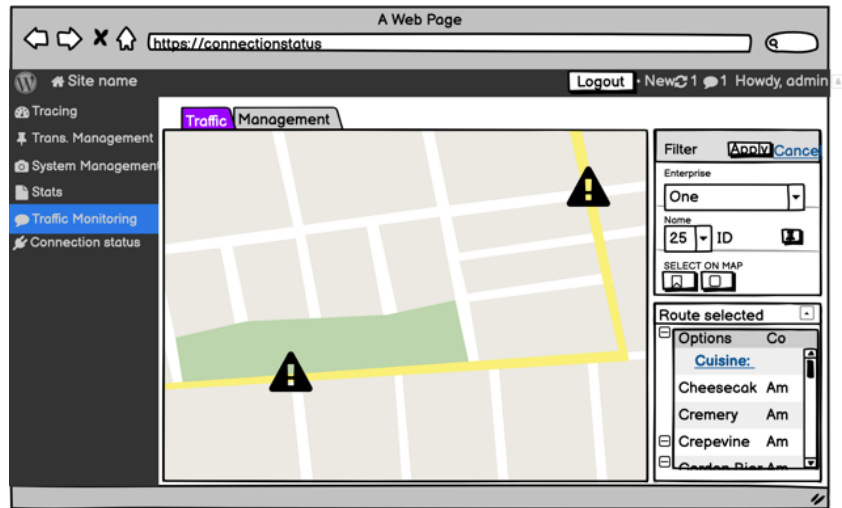 A Web Page
https://connectionstatus
Site name
Logout
New 1 1 Howdy, admin
Tracing
Trans. Management
System Management
Stats
Traffic Monitoring
Connection status
Traffic
Management
Filter
Apply
Cancel
Enterprise
One
Name
25
ID
SELECT ON MAP
Route selected
Options Co
Cuisine:
Cheesecak Am
Cremery Am
Crepevine Am
Am